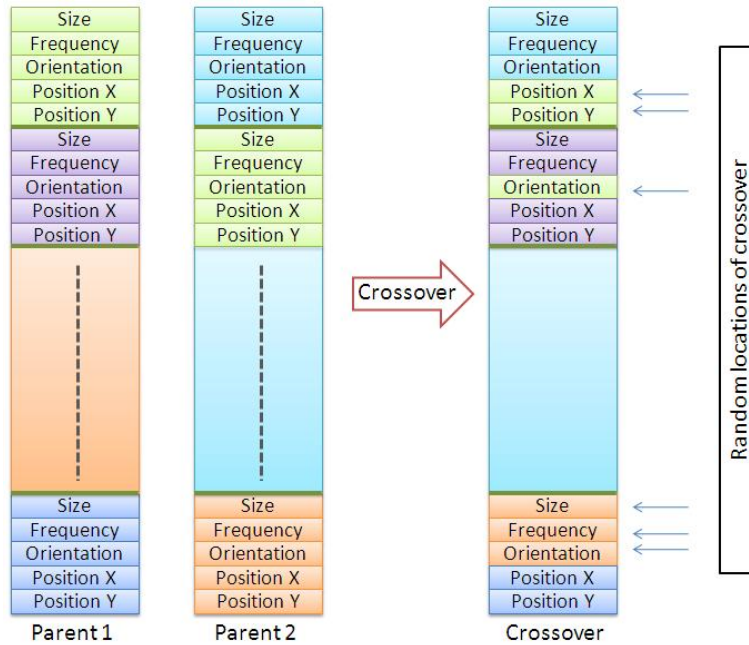 Size
Frequency
Orientation
Position X
Position Y
Size
Frequency
Orientation
Position X
Position Y
Size
Frequency
Orientation
Position X
Position Y
Parent 1
Size
Frequency
Orientation
Position X
Position Y
Size
Frequency
Orientation
Position X
Position Y
Size
Frequency
Orientation
Position X
Position Y
Parent 2
Crossover
Size
Frequency
Orientation
Position X
Position Y
Size
Frequency
Orientation
Position X
Position Y
Size
Frequency
Orientation
Position X
Position Y
Crossover
Random locations of crossover